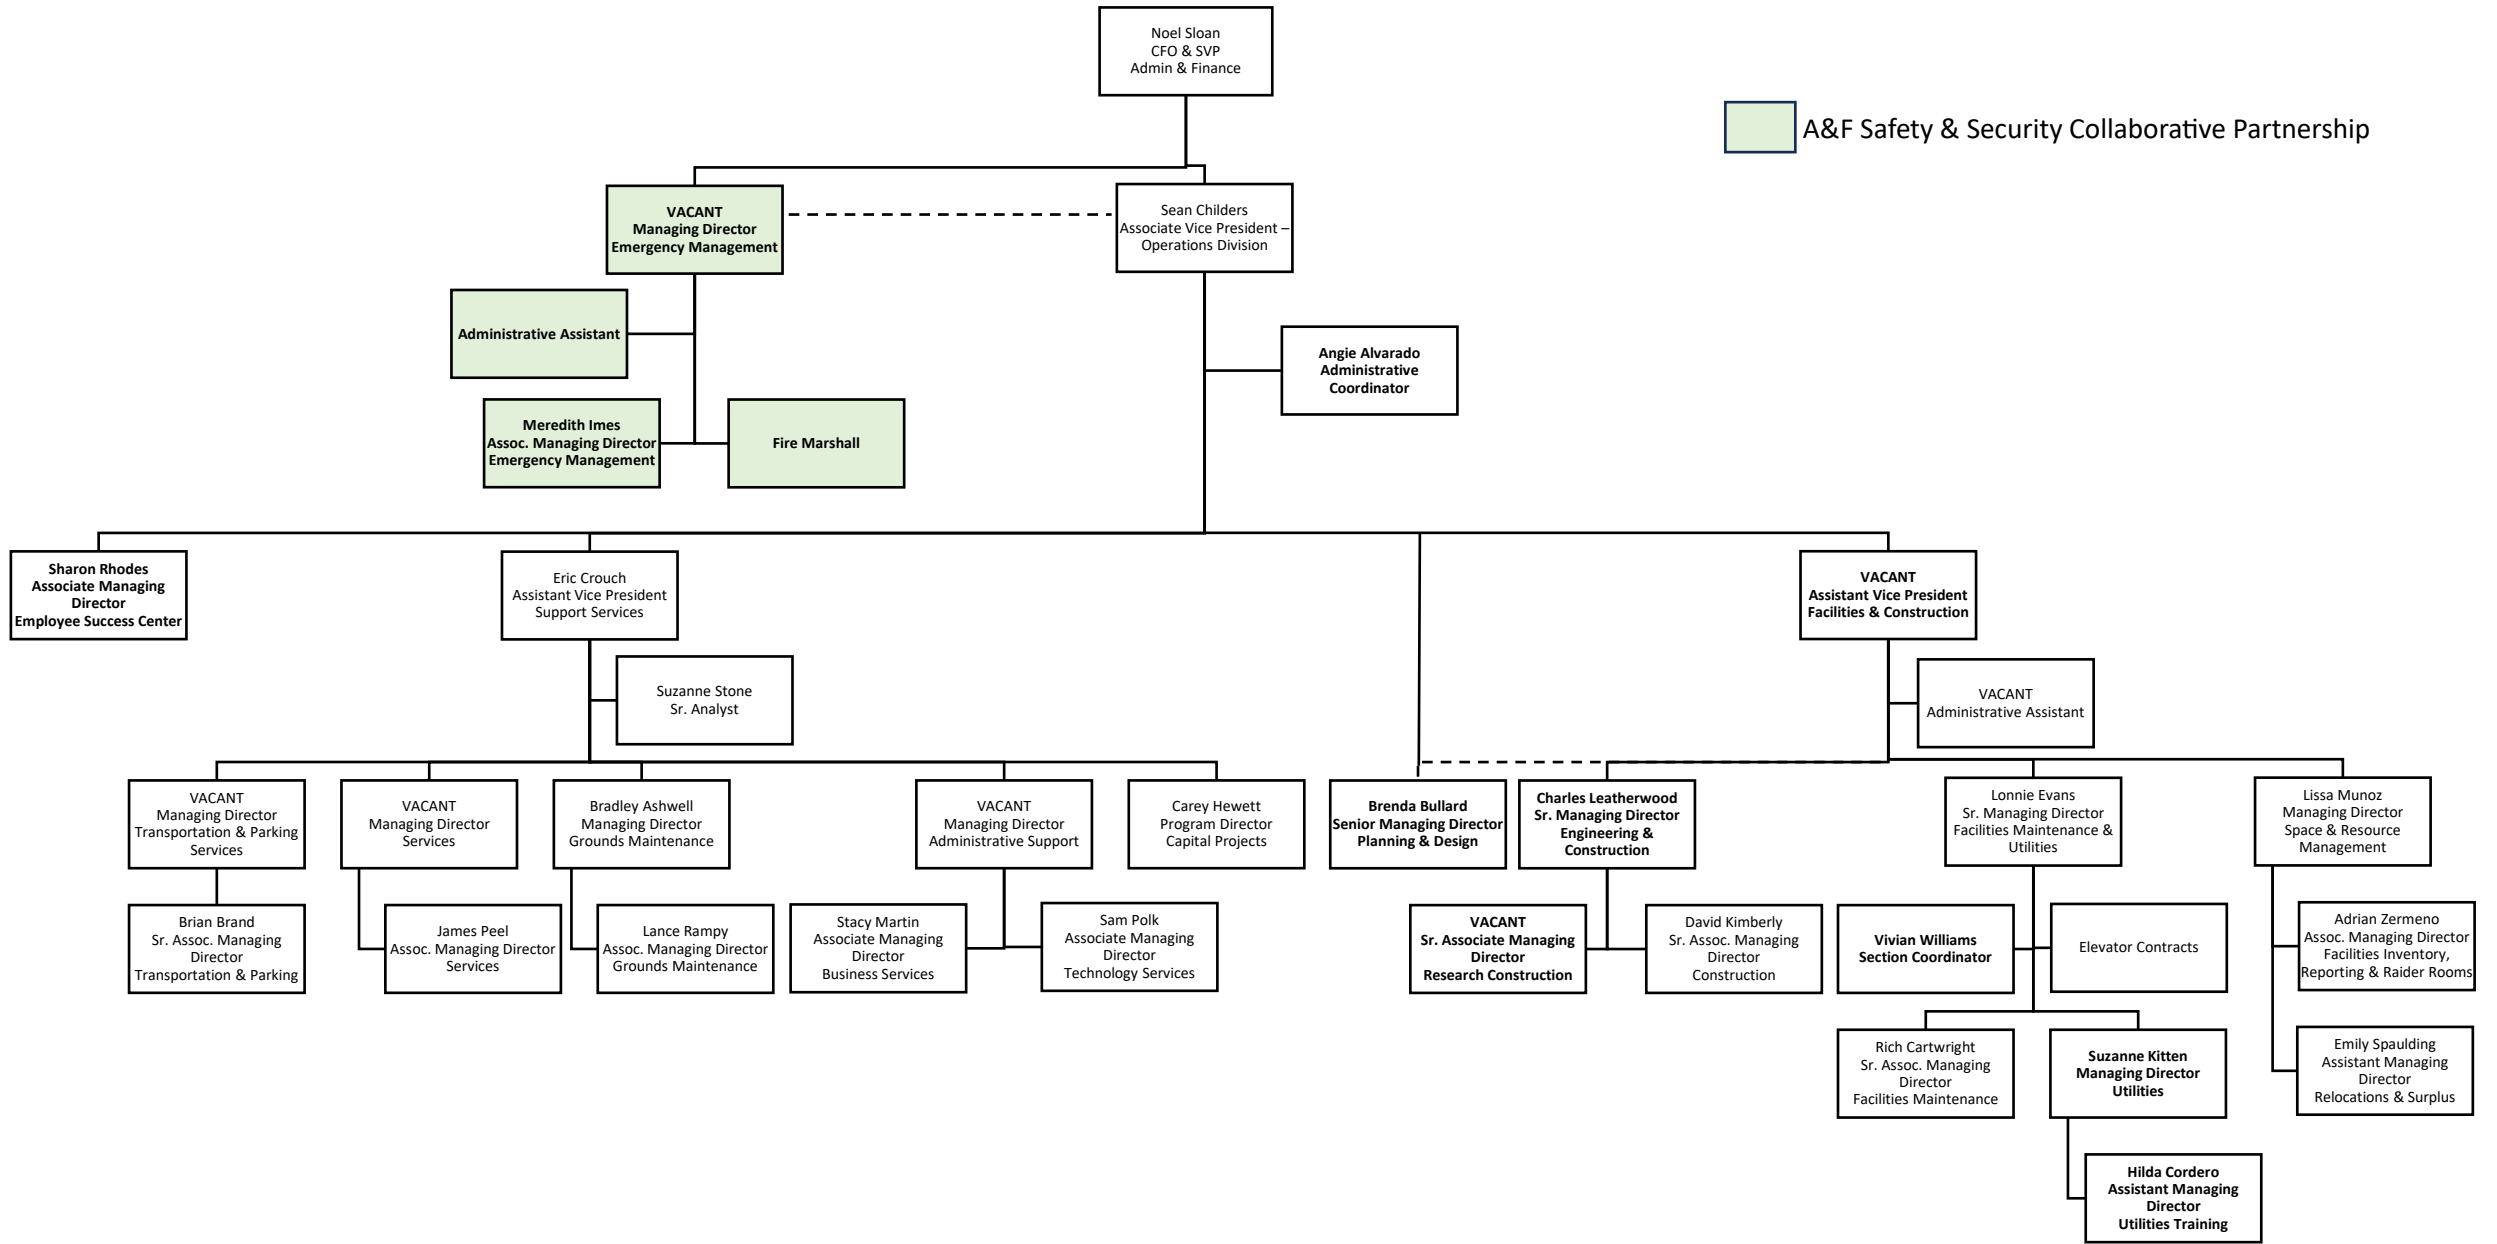 Noel Sloan
CFO & SVP
Admin & Finance
A&F Safety & Security Collaborative Partnership
VACANT
Managing Director
Emergency Management
Sean Childers
Associate Vice President –
Operations Division
Administrative Assistant
Angie Alvarado
Administrative
Coordinator
Meredith Imes
Assoc. Managing Director
Emergency Management
Fire Marshall
Sharon Rhodes
Associate Managing
Director
Employee Success Center
Eric Crouch
Assistant Vice President
Support Services
VACANT
Assistant Vice President
Facilities & Construction
Suzanne Stone
Sr. Analyst
VACANT
Administrative Assistant
VACANT
Managing Director
Transportation & Parking
Services
VACANT
Managing Director
Services
Bradley Ashwell
Managing Director
Grounds Maintenance
VACANT
Managing Director
Administrative Support
Carey Hewett
Program Director
Capital Projects
Brenda Bullard
Senior Managing Director
Planning & Design
Charles Leatherwood
Sr. Managing Director
Engineering &
Construction
Lonnie Evans
Sr. Managing Director
Facilities Maintenance &
Utilities
Lissa Munoz
Managing Director
Space & Resource
Management
Brian Brand
Sr. Assoc. Managing
Director
Transportation & Parking
James Peel
Assoc. Managing Director
Services
Lance Rampy
Assoc. Managing Director
Grounds Maintenance
Stacy Martin
Associate Managing
Director
Business Services
Sam Polk
Associate Managing
Director
Technology Services
VACANT
Sr. Associate Managing
Director
Research Construction
David Kimberly
Sr. Assoc. Managing
Director
Construction
Vivian Williams
Section Coordinator
Elevator Contracts
Adrian Zermeno
Assoc. Managing Director
Facilities Inventory,
Reporting & Raider Rooms
Rich Cartwright
Sr. Assoc. Managing
Director
Facilities Maintenance
Suzanne Kitten
Managing Director
Utilities
Emily Spaulding
Assistant Managing
Director
Relocations & Surplus
Hilda Cordero
Assistant Managing
Director
Utilities Training